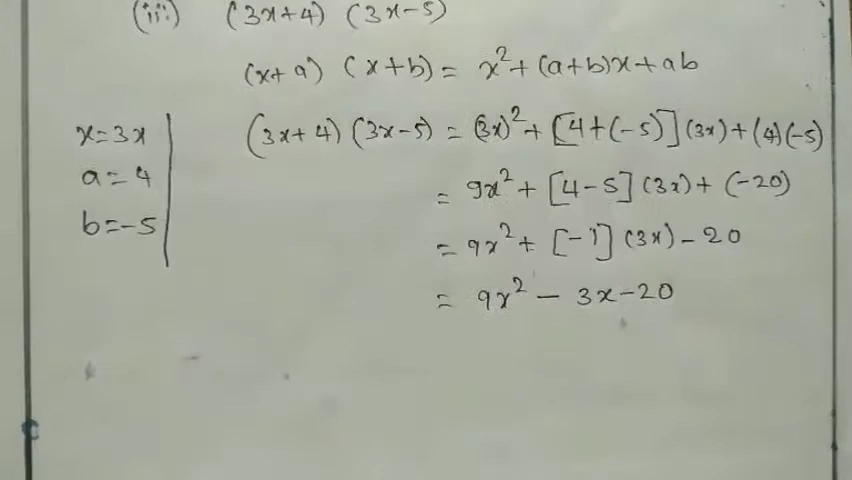 (iii) (3x+4) (3x-5)
(x+a) (x+b) = x²+(a+b)x+ab
x=3x
a=4
b=-5
(3x+4) (3x-5) = (3x)²+[4+(-5)](3x)+(4)(-5)
= 9x²+[4-5](3x)+(-20)
= 9x²+[-1](3x)-20
= 9x²-3x-20